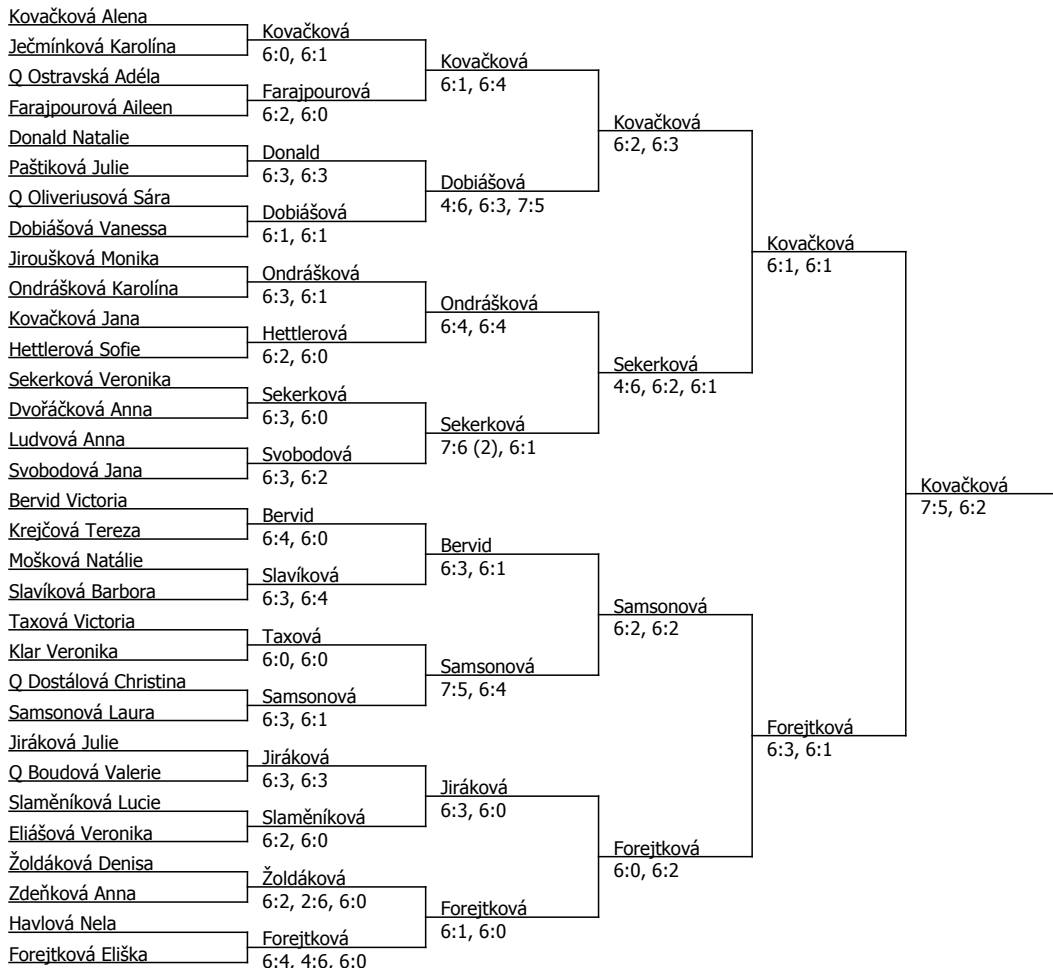 Kovačková Alena
Ječmínková Karolína
Q Ostravská Adéla
Farajpourová Aileen
Donald Natalie
Paštiková Julie
Q Oliveriusová Sára
Dobiášová Vanessa
Jiroušková Monika
Ondrášková Karolína
Kovačková Jana
Hettlerová Sofie
Sekerková Veronika
Dvořáčková Anna
Ludvová Anna
Svobodová Jana
Bervid Victoria
Krejčová Tereza
Mošková Natálie
Slavíková Barbora
Taxová Victoria
Klar Veronika
Q Dostálová Christina
Samsonová Laura
Jiráková Julie
Q Boudová Valerie
Slaměníková Lucie
Eliášová Veronika
Žoldáková Denisa
Zdeňková Anna
Havlová Nela
Forejtková Eliška
Kovačková
6:0, 6:1
Farajpourová
6:2, 6:0
Donald
6:3, 6:3
Dobiášová
6:1, 6:1
Ondrášková
6:3, 6:1
Hettlerová
6:2, 6:0
Sekerková
6:3, 6:0
Svobodová
6:3, 6:2
Bervid
6:4, 6:0
Slavíková
6:3, 6:4
Taxová
6:0, 6:0
Samsonová
6:3, 6:1
Jiráková
6:3, 6:3
Slaměníková
6:2, 6:0
Žoldáková
6:2, 2:6, 6:0
Forejtková
6:4, 4:6, 6:0
Kovačková
6:1, 6:4
Dobiášová
4:6, 6:3, 7:5
Ondrášková
6:4, 6:4
Sekerková
7:6 (2), 6:1
Bervid
6:3, 6:1
Samsonová
7:5, 6:4
Jiráková
6:3, 6:0
Forejtková
6:1, 6:0
Kovačková
6:2, 6:3
Sekerková
4:6, 6:2, 6:1
Samsonová
6:2, 6:2
Forejtková
6:0, 6:2
Kovačková
6:1, 6:1
Forejtková
6:3, 6:1
Kovačková
7:5, 6:2